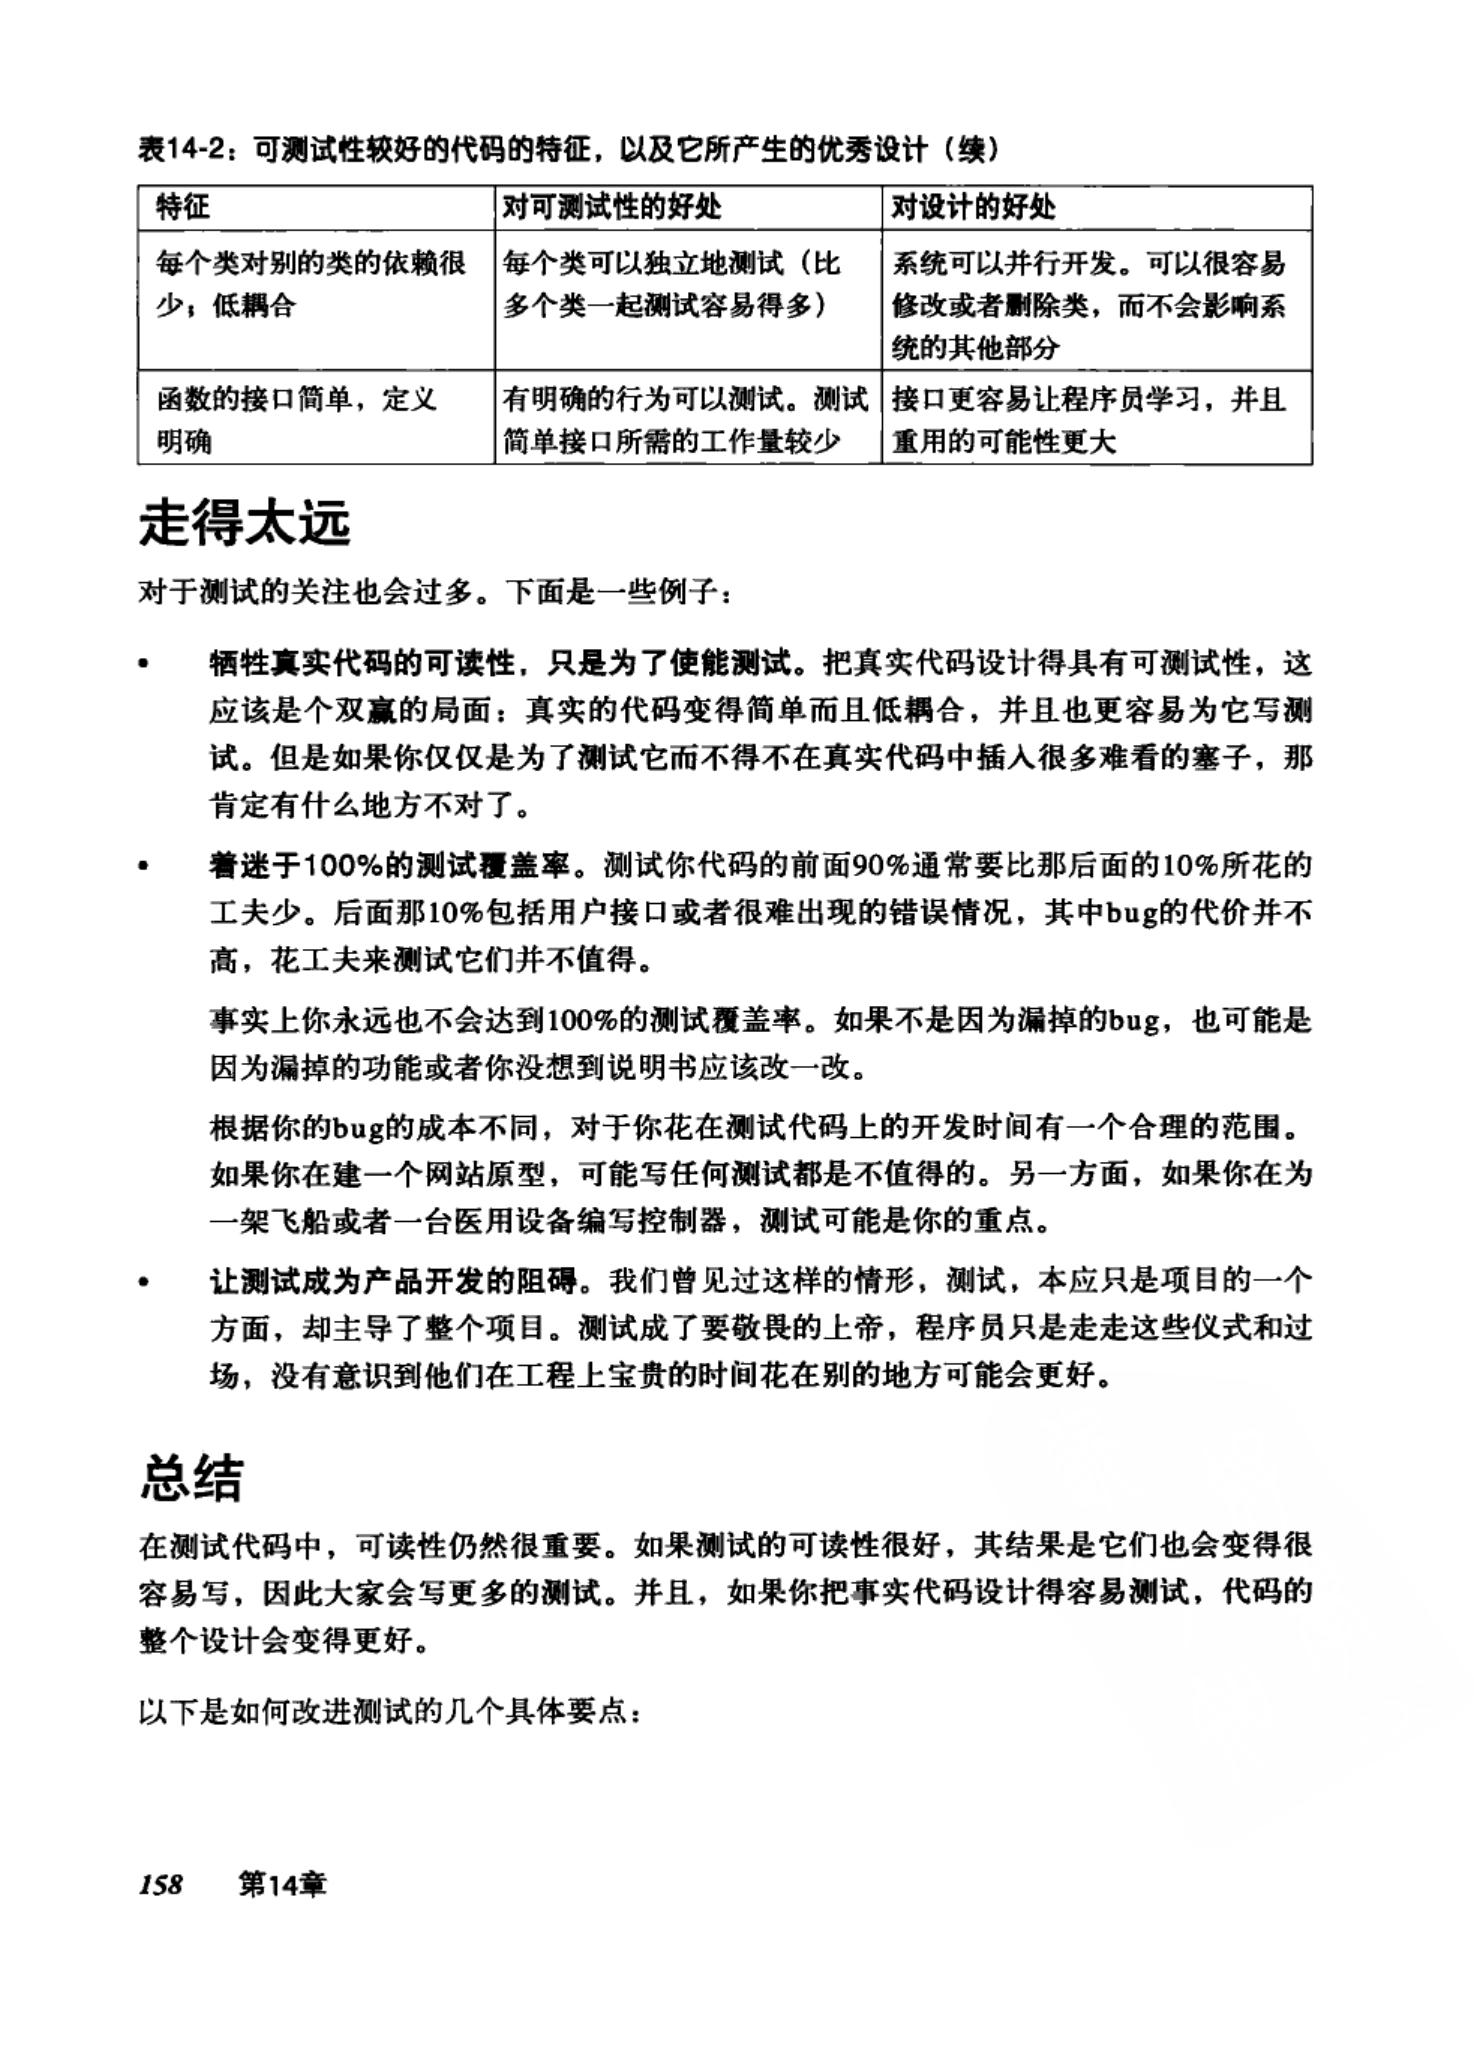 表14-2：可测试性较好的代码的特征，以及它所产生的优秀设计（续）
特征 对可测试性的好处 对设计的好处
每个类对别的类的依赖很 每个类可以独立地测试（比 系统可以并行开发。可以很容易
少；低耦合 多个类一起测试容易得多） 修改或者删除类，而不会影响系
统的其他部分
函数的接口简单，定义 有明确的行为可以测试。测试 接口更容易让程序员学习，并且
明确 简单接口所需的工作量较少 重用的可能性更大
走得太远
对于测试的关注也会过多。下面是一些例子：
• 牺牲真实代码的可读性，只是为了使能测试。把真实代码设计得具有可测试性，这
应该是个双赢的局面：真实的代码变得简单而且低耦合，并且也更容易为它写测
试。但是如果你仅仅是为了测试它而不得不在真实代码中插入很多难看的塞子，那
肯定有什么地方不对了。
• 着迷于100%的测试覆盖率。测试你代码的前面90%通常要比那后面的10%所花的
工夫少。后面那10%包括用户接口或者很难出现的错误情况，其中bug的代价并不
高，花工夫来测试它们并不值得。
事实上你永远也不会达到100%的测试覆盖率。如果不是因为漏掉的bug，也可能是
因为漏掉的功能或者你没想到说明书应该改一改。
根据你的bug的成本不同，对于你花在测试代码上的开发时间有一个合理的范围。
如果你在建一个网站原型，可能写任何测试都是不值得的。另一方面，如果你在为
一架飞船或者一台医用设备编写控制器，测试可能是你的重点。
• 让测试成为产品开发的阻碍。我们曾见过这样的情形，测试，本应只是项目的一个
方面，却主导了整个项目。测试成了要敬畏的上帝，程序员只是走走这些仪式和过
场，没有意识到他们在工程上宝贵的时间花在别的地方可能会更好。
总结
在测试代码中，可读性仍然很重要。如果测试的可读性很好，其结果是它们也会变得很
容易写，因此大家会写更多的测试。并且，如果你把事实代码设计得容易测试，代码的
整个设计会变得更好。
以下是如何改进测试的几个具体要点：
158 第14章